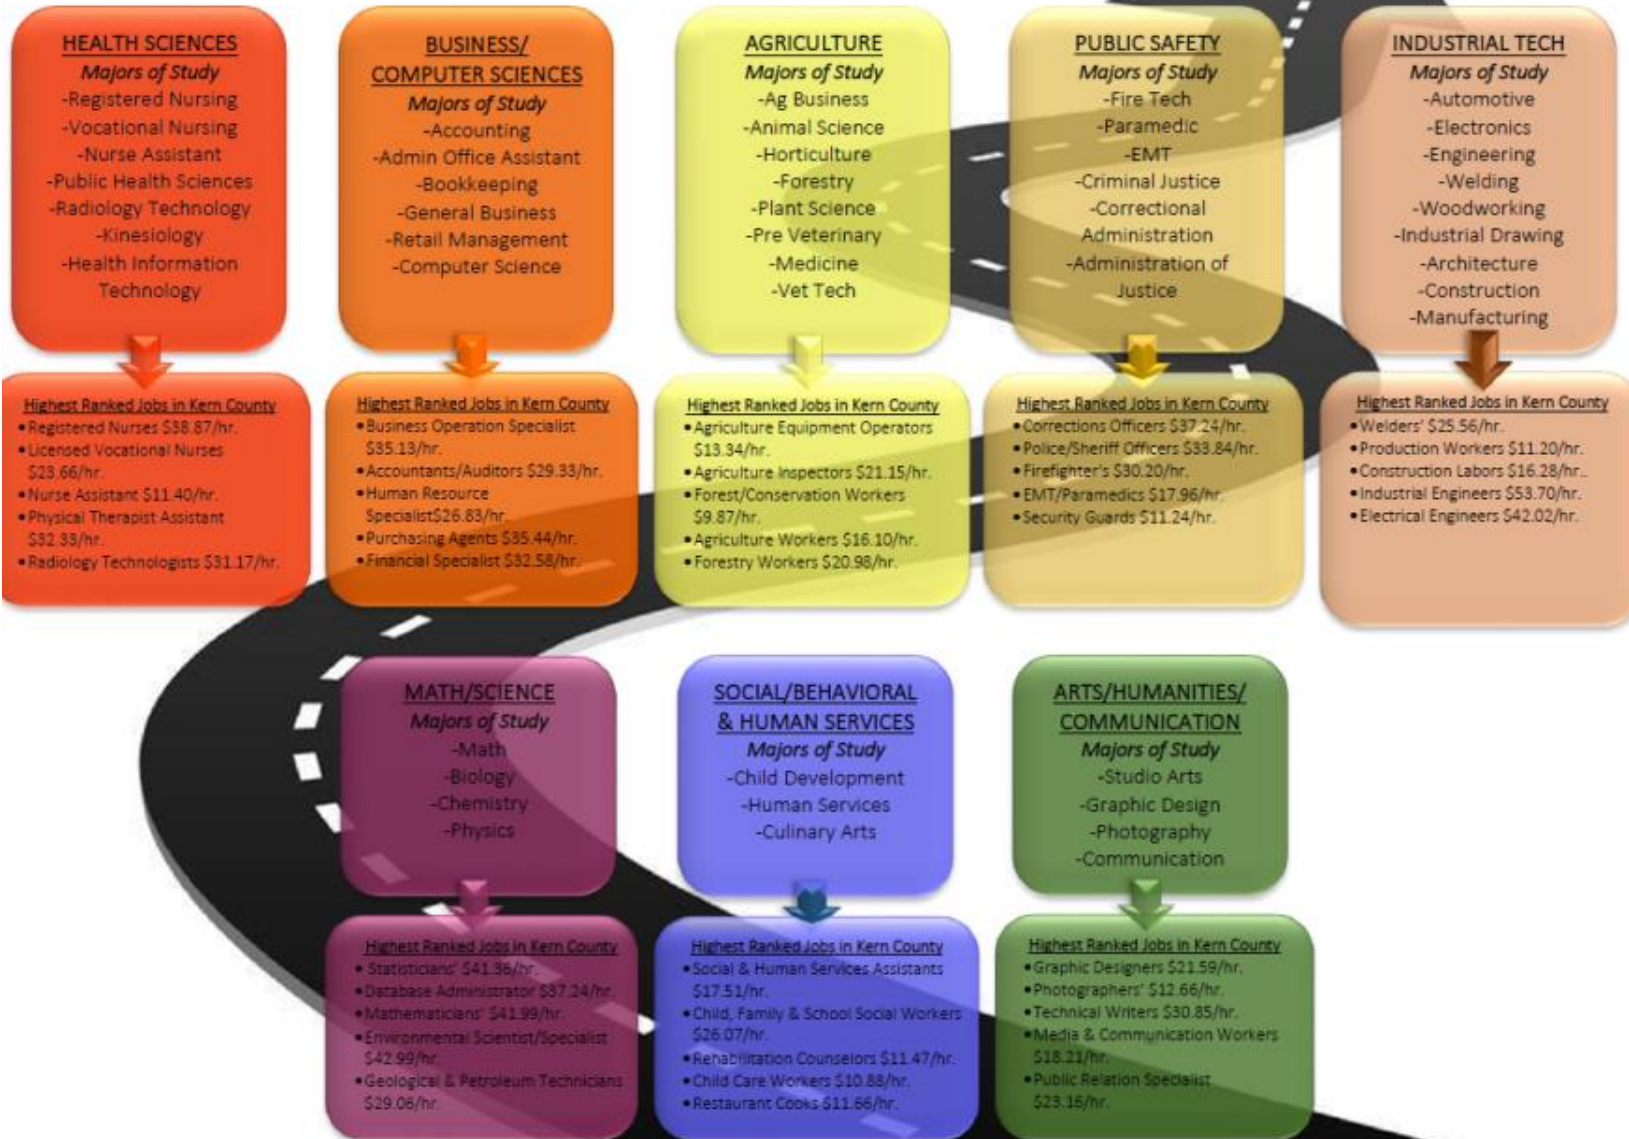 HEALTH SCIENCES
Majors of Study
-Registered Nursing
-Vocational Nursing
-Nurse Assistant
-Public Health Sciences
-Radiology Technology
-Kinesiology
-Health Information
Technology
Highest Ranked Jobs in Kern County
• Registered Nurses $38.87/hr.
• Licensed Vocational Nurses
$23.66/hr.
• Nurse Assistant $11.40/hr.
• Physical Therapist Assistant
$32.33/hr.
• Radiology Technologists $31.17/hr.
BUSINESS/
COMPUTER SCIENCES
Majors of Study
-Accounting
-Admin Office Assistant
-Bookkeeping
-General Business
-Retail Management
-Computer Science
Highest Ranked Jobs in Kern County
• Business Operation Specialist
$35.13/hr.
• Accountants/Auditors $29.33/hr.
• Human Resource
Specialist$26.83/hr.
• Purchasing Agents $35.44/hr.
• Financial Specialist $32.58/hr.
AGRICULTURE
Majors of Study
-Ag Business
-Animal Science
-Horticulture
-Forestry
-Plant Science
-Pre Veterinary
-Medicine
-Vet Tech
Highest Ranked Jobs in Kern County
• Agriculture Equipment Operators
$13.34/hr.
• Agriculture Inspectors $21.15/hr.
• Forest/Conservation Workers
$9.87/hr.
• Agriculture Workers $16.10/hr.
• Forestry Workers $20.98/hr.
PUBLIC SAFETY
Majors of Study
-Fire Tech
-Paramedic
-EMT
-Criminal Justice
-Correctional
Administration
-Administration of
Justice
Highest Ranked Jobs in Kern County
• Corrections Officers $37.24/hr.
• Police/Sheriff Officers $33.84/hr.
• Firefighter's $30.20/hr.
• EMT/Paramedics $17.96/hr.
• Security Guards $11.24/hr.
INDUSTRIAL TECH
Majors of Study
-Automotive
-Electronics
-Engineering
-Welding
-Woodworking
-Industrial Drawing
-Architecture
-Construction
-Manufacturing
Highest Ranked Jobs in Kern County
• Welders' $25.56/hr.
• Production Workers $11.20/hr.
• Construction Labors $16.28/hr..
• Industrial Engineers $53.70/hr.
• Electrical Engineers $42.02/hr.
MATH/SCIENCE
Majors of Study
-Math
-Biology
-Chemistry
-Physics
Highest Ranked Jobs in Kern County
• Statisticians' $41.36/hr.
• Database Administrator $37.24/hr.
• Mathematicians' $41.99/hr.
• Environmental Scientist/Specialist
$42.99/hr.
• Geological & Petroleum Technicians
$29.06/hr.
SOCIAL/BEHAVIORAL
& HUMAN SERVICES
Majors of Study
-Child Development
-Human Services
-Culinary Arts
Highest Ranked Jobs in Kern County
• Social & Human Services Assistants
$17.51/hr.
• Child, Family & School Social Workers
$26.07/hr.
• Rehabilitation Counselors $11.47/hr.
• Child Care Workers $10.88/hr.
• Restaurant Cooks $11.66/hr.
ARTS/HUMANITIES/
COMMUNICATION
Majors of Study
-Studio Arts
-Graphic Design
-Photography
-Communication
Highest Ranked Jobs in Kern County
• Graphic Designers $21.59/hr.
• Photographers' $12.66/hr.
• Technical Writers $30.85/hr.
• Media & Communication Workers
$18.21/hr.
• Public Relation Specialist
$23.16/hr.